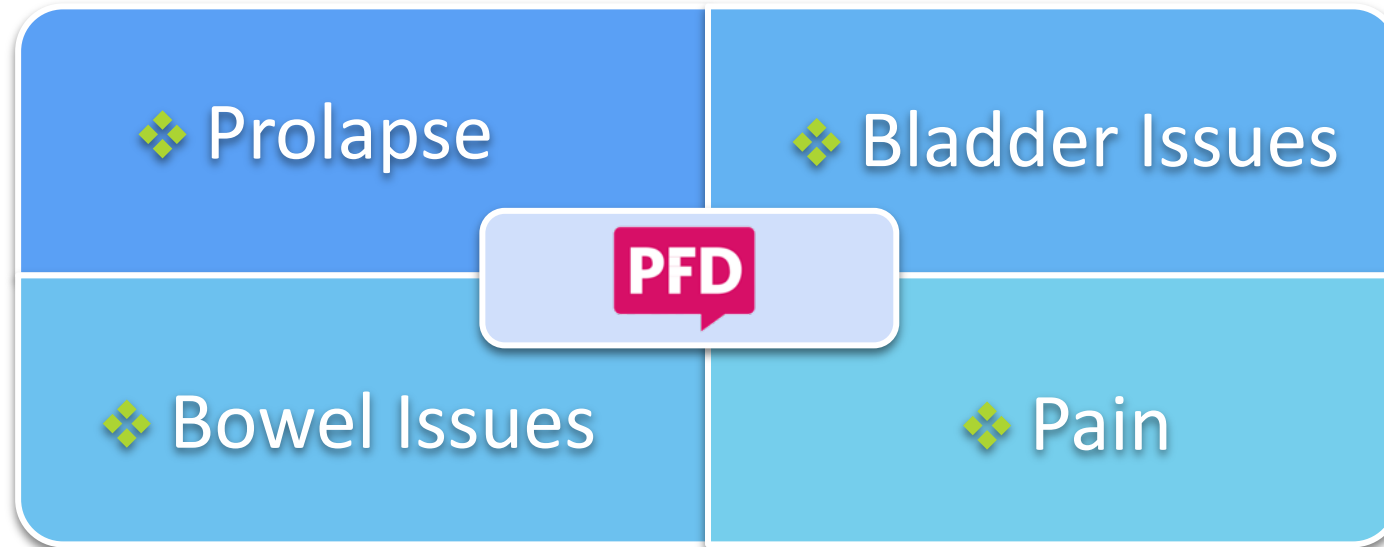 ❖ Prolapse
❖ Bladder Issues
PFD
❖ Bowel Issues
❖ Pain